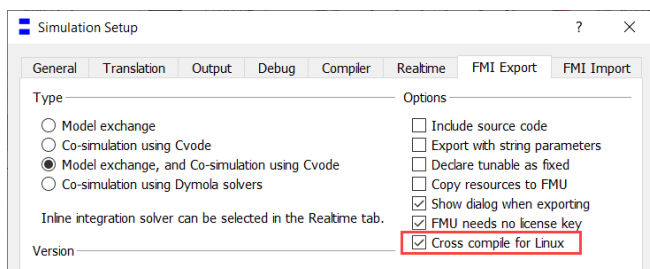 Simulation Setup ? ×
General Translation Output Debug Compiler Realtime FMI Export FMI Import
Type
Model exchange
Co-simulation using Cvode
Model exchange, and Co-simulation using Cvode
Co-simulation using Dymola solvers
Inline integration solver can be selected in the Realtime tab.
Version
Options
Include source code
Export with string parameters
Declare tunable as fixed
Copy resources to FMU
Show dialog when exporting
FMU needs no license key
Cross compile for Linux